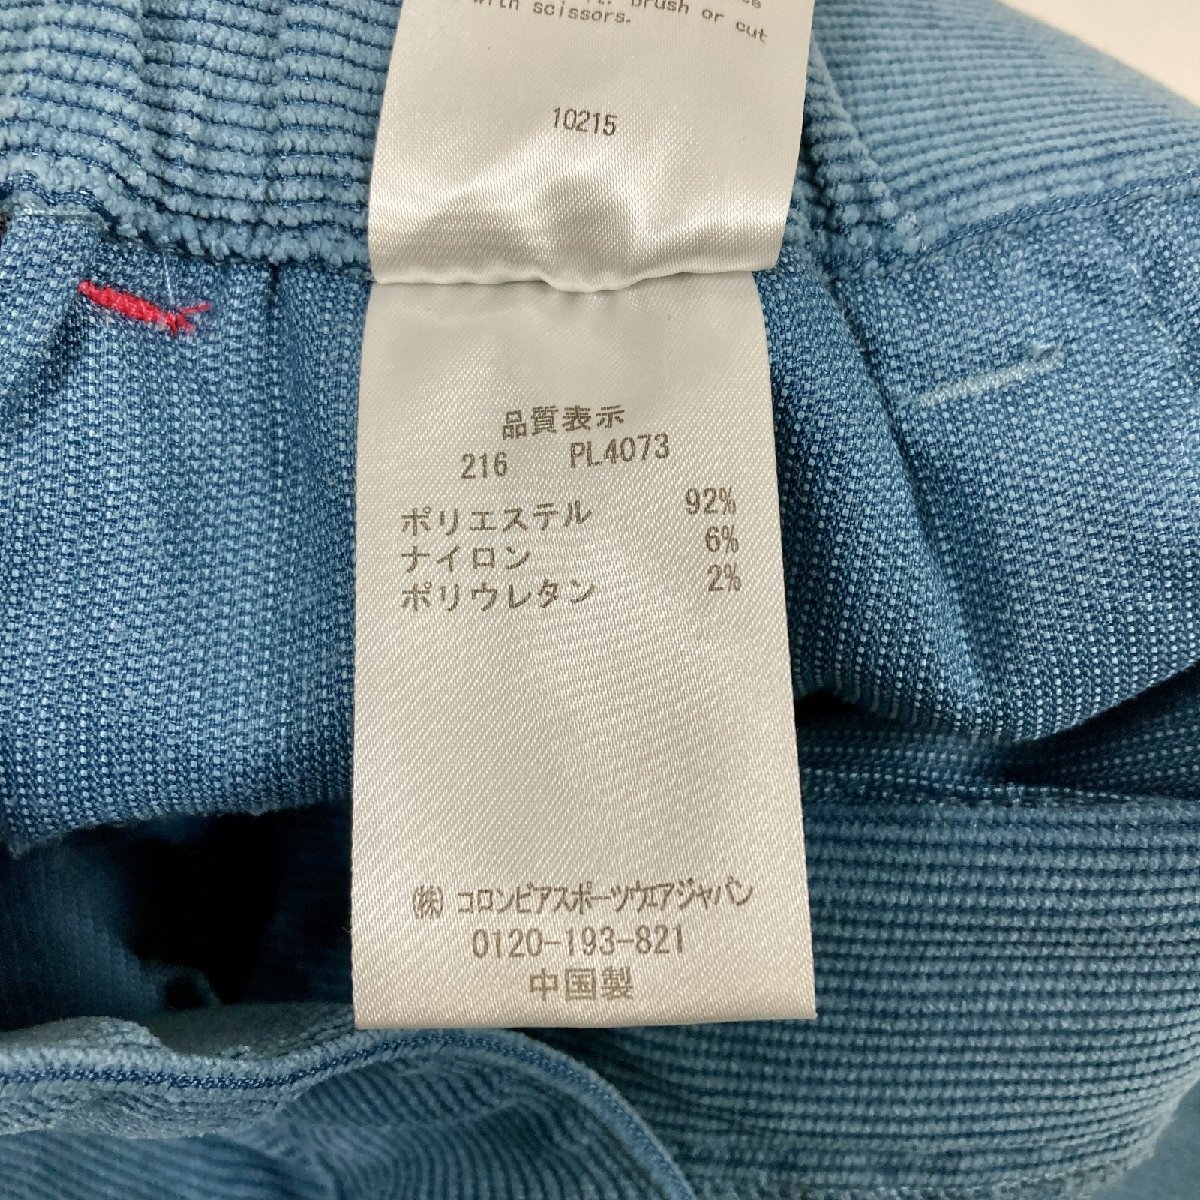 brush or cut
with scissors.
10215
品質表示
216 PL4073
ポリエステル 92%
ナイロン 6%
ポリウレタン 2%
(株) コロンビアスポーツウエアジャパン
0120-193-821
中国製